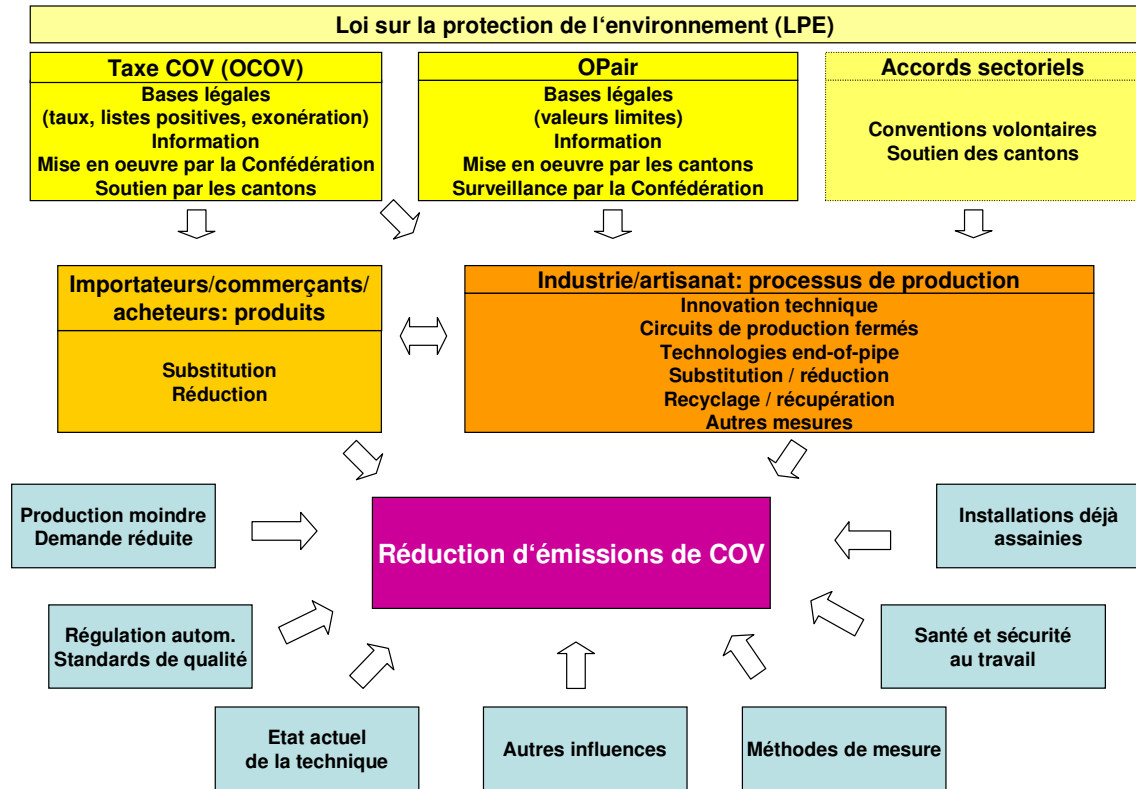 Loi sur la protection de l‘environnement (LPE)
Taxe COV (OCOV)
Bases légales
(taux, listes positives, exonération)
Information
Mise en oeuvre par la Confédération
Soutien par les cantons
OPair
Bases légales
(valeurs limites)
Information
Mise en oeuvre par les cantons
Surveillance par la Confédération
Accords sectoriels
Conventions volontaires
Soutien des cantons
Importateurs/commerçants/
acheteurs: produits
Substitution
Réduction
Industrie/artisanat: processus de production
Innovation technique
Circuits de production fermés
Technologies end-of-pipe
Substitution / réduction
Recyclage / récupération
Autres mesures
Production moindre
Demande réduite
Réduction d‘émissions de COV
Installations déjà
assainies
Régulation autom.
Standards de qualité
Santé et sécurité
au travail
Etat actuel
de la technique
Autres influences
Méthodes de mesure